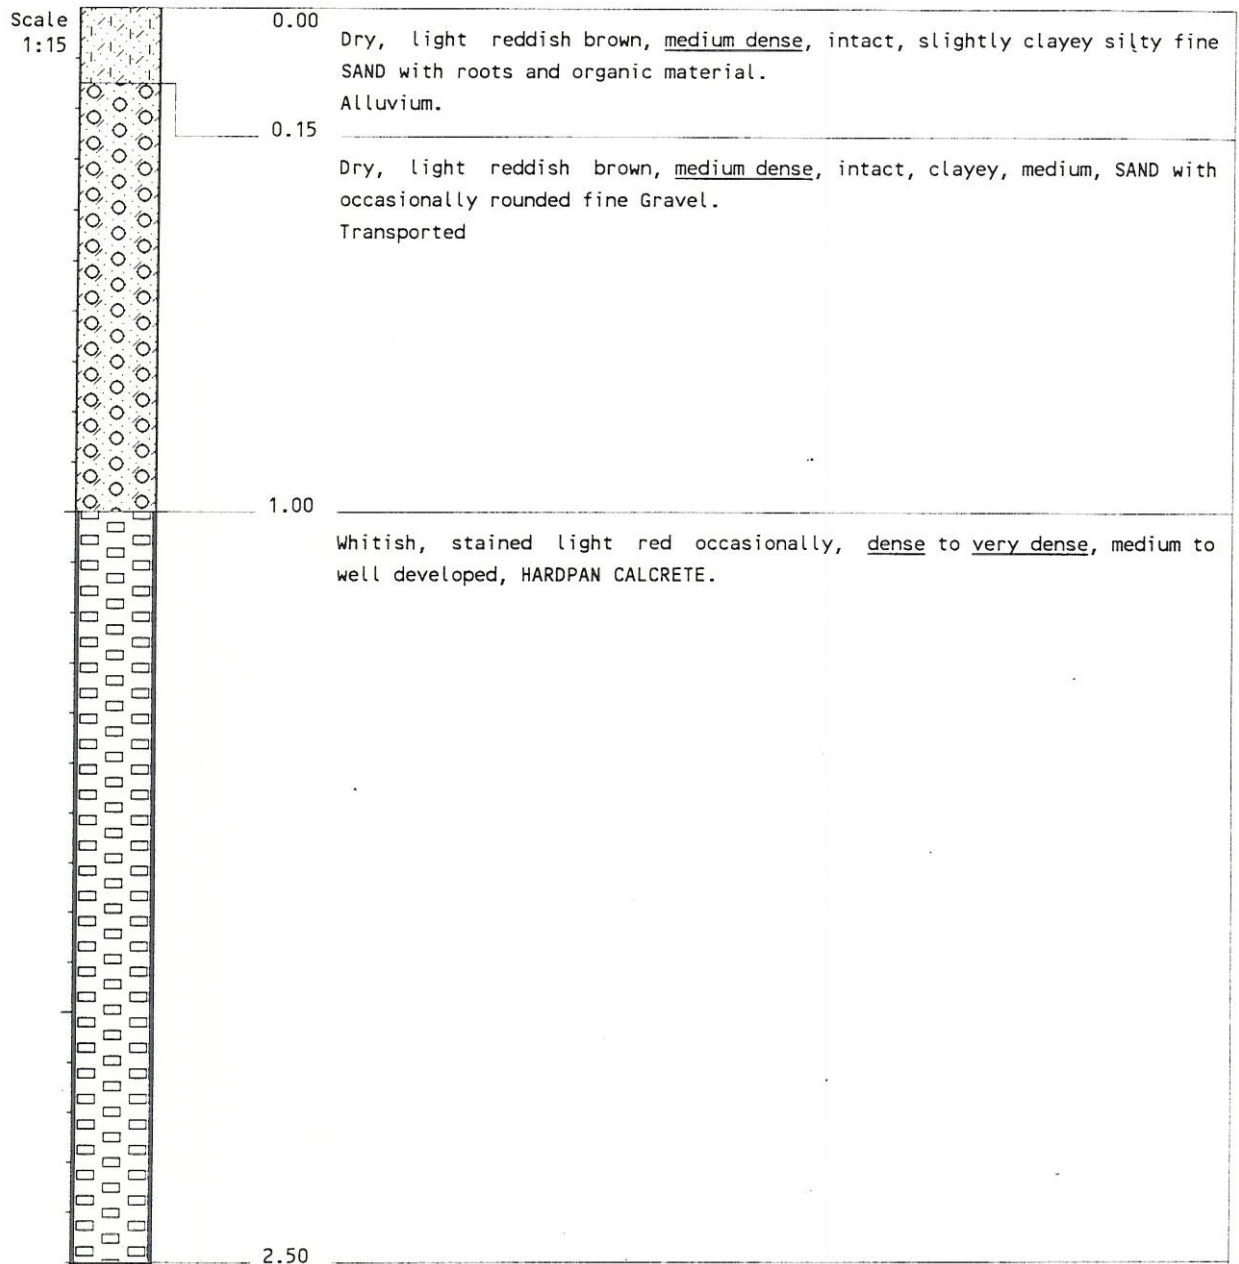 Scale
1:15
0.00
Dry, light reddish brown, medium dense, intact, slightly clayey silty fine
SAND with roots and organic material.
Alluvium.
0.15
Dry, light reddish brown, medium dense, intact, clayey, medium, SAND with
occasionally rounded fine Gravel.
Transported
1.00
Whitish, stained light red occasionally, dense to very dense, medium to
well developed, HARDPAN CALCRETE.
2.50